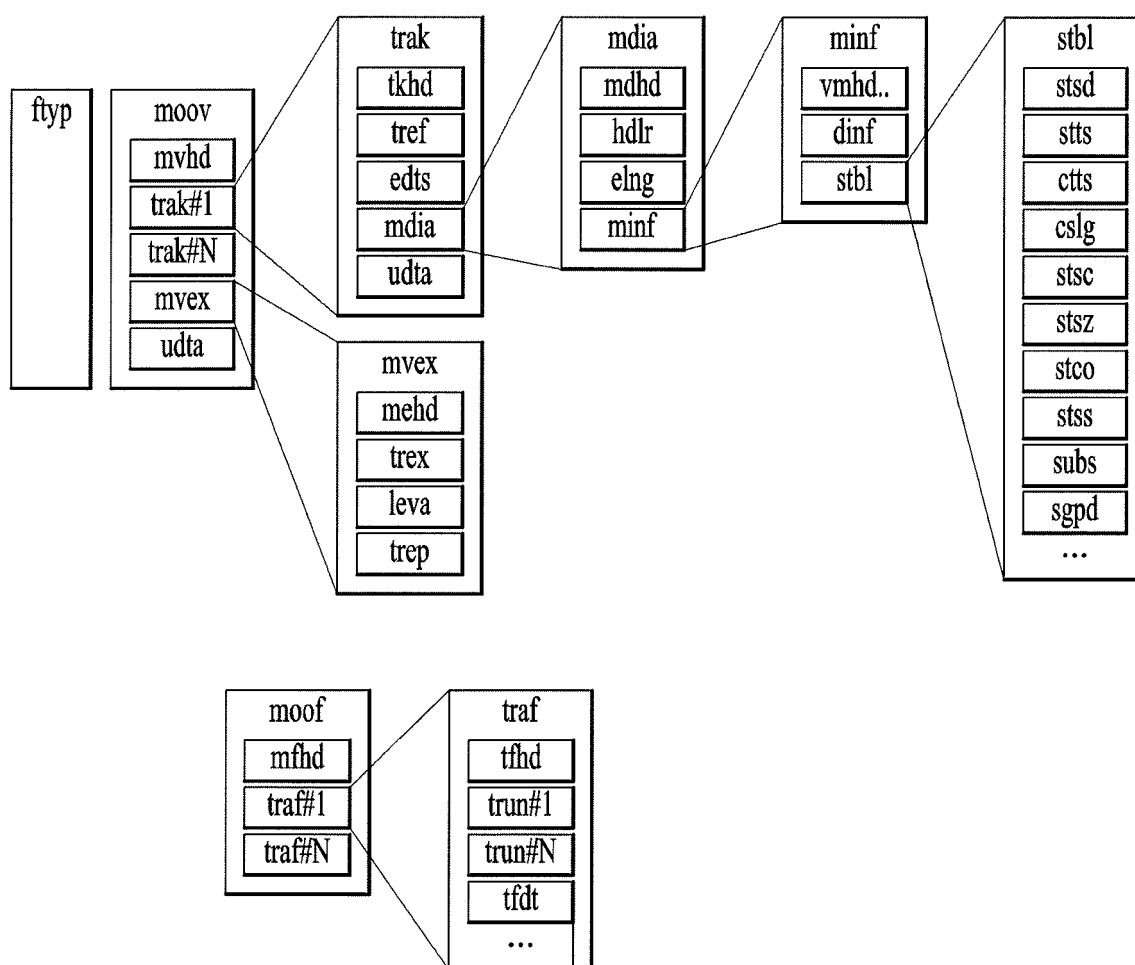 ftyp
moov
mvhd
trak#1
trak#N
mvex
udta
trak
tkhd
tref
edts
mdia
udta
mvex
mehd
trex
leva
trep
mdia
mdhd
hdlr
elng
minf
minf
vmhd..
dinf
stbl
stbl
stsd
stts
ctts
cslg
stsc
stsz
stco
stss
subs
sgpd
...
moof
mfhd
traf#1
traf#N
traf
tfhd
trun#1
trun#N
tfdt
...